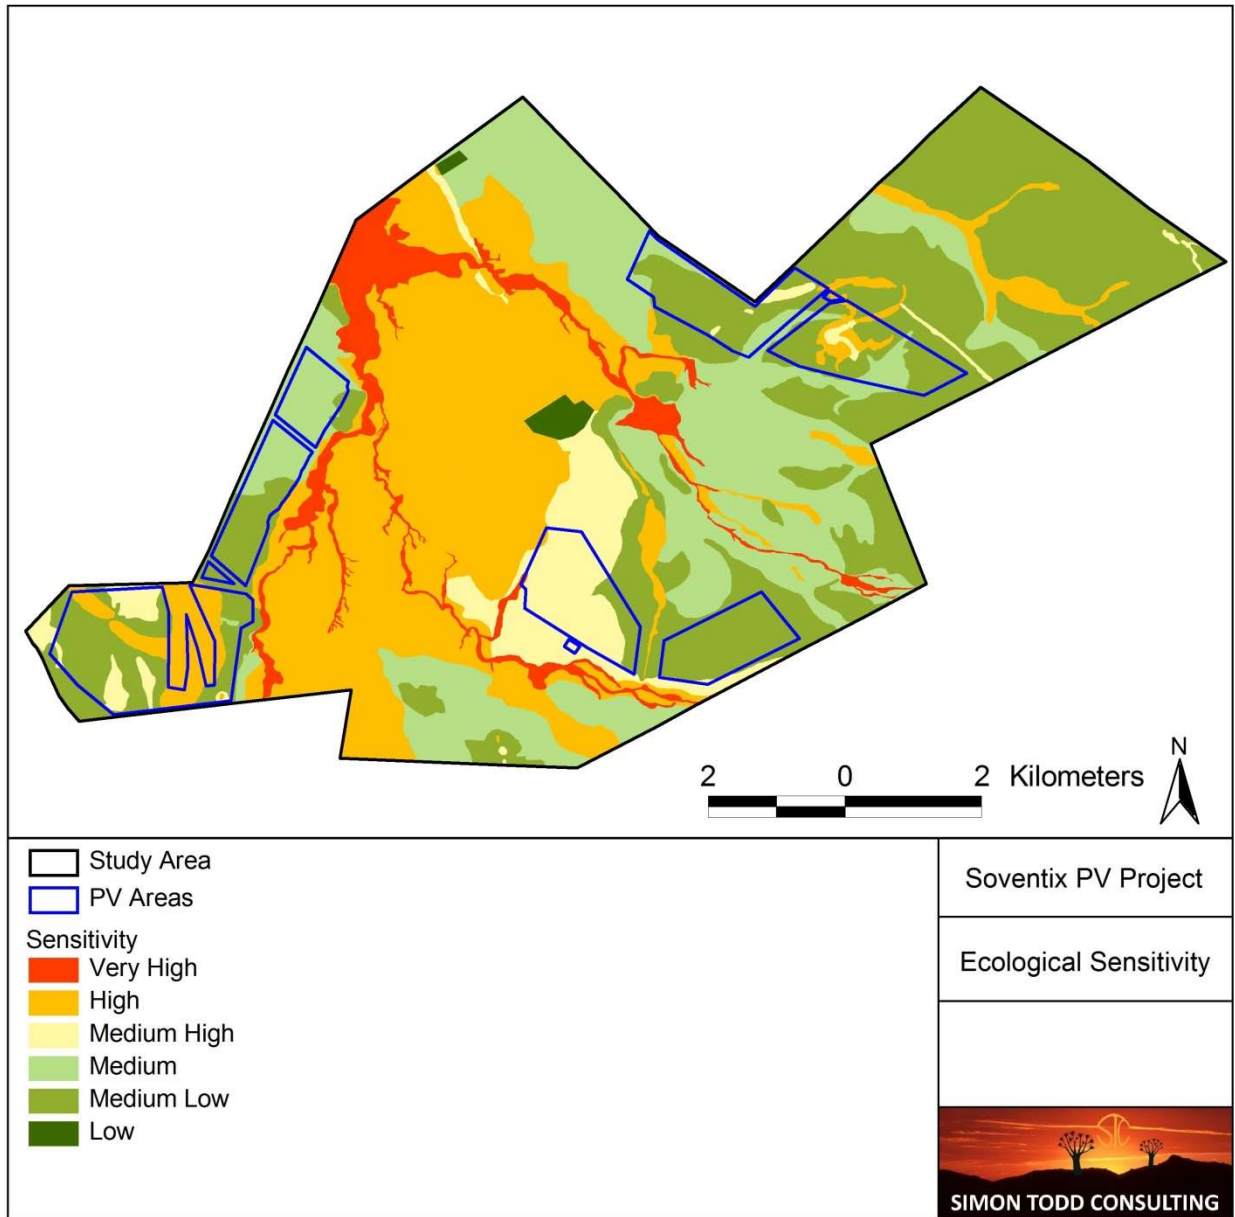 2 0 2 Kilometers
N
Study Area
PV Areas
Sensitivity
Very High
High
Medium High
Medium
Medium Low
Low
Soventix PV Project
Ecological Sensitivity
STC
SIMON TODD CONSULTING